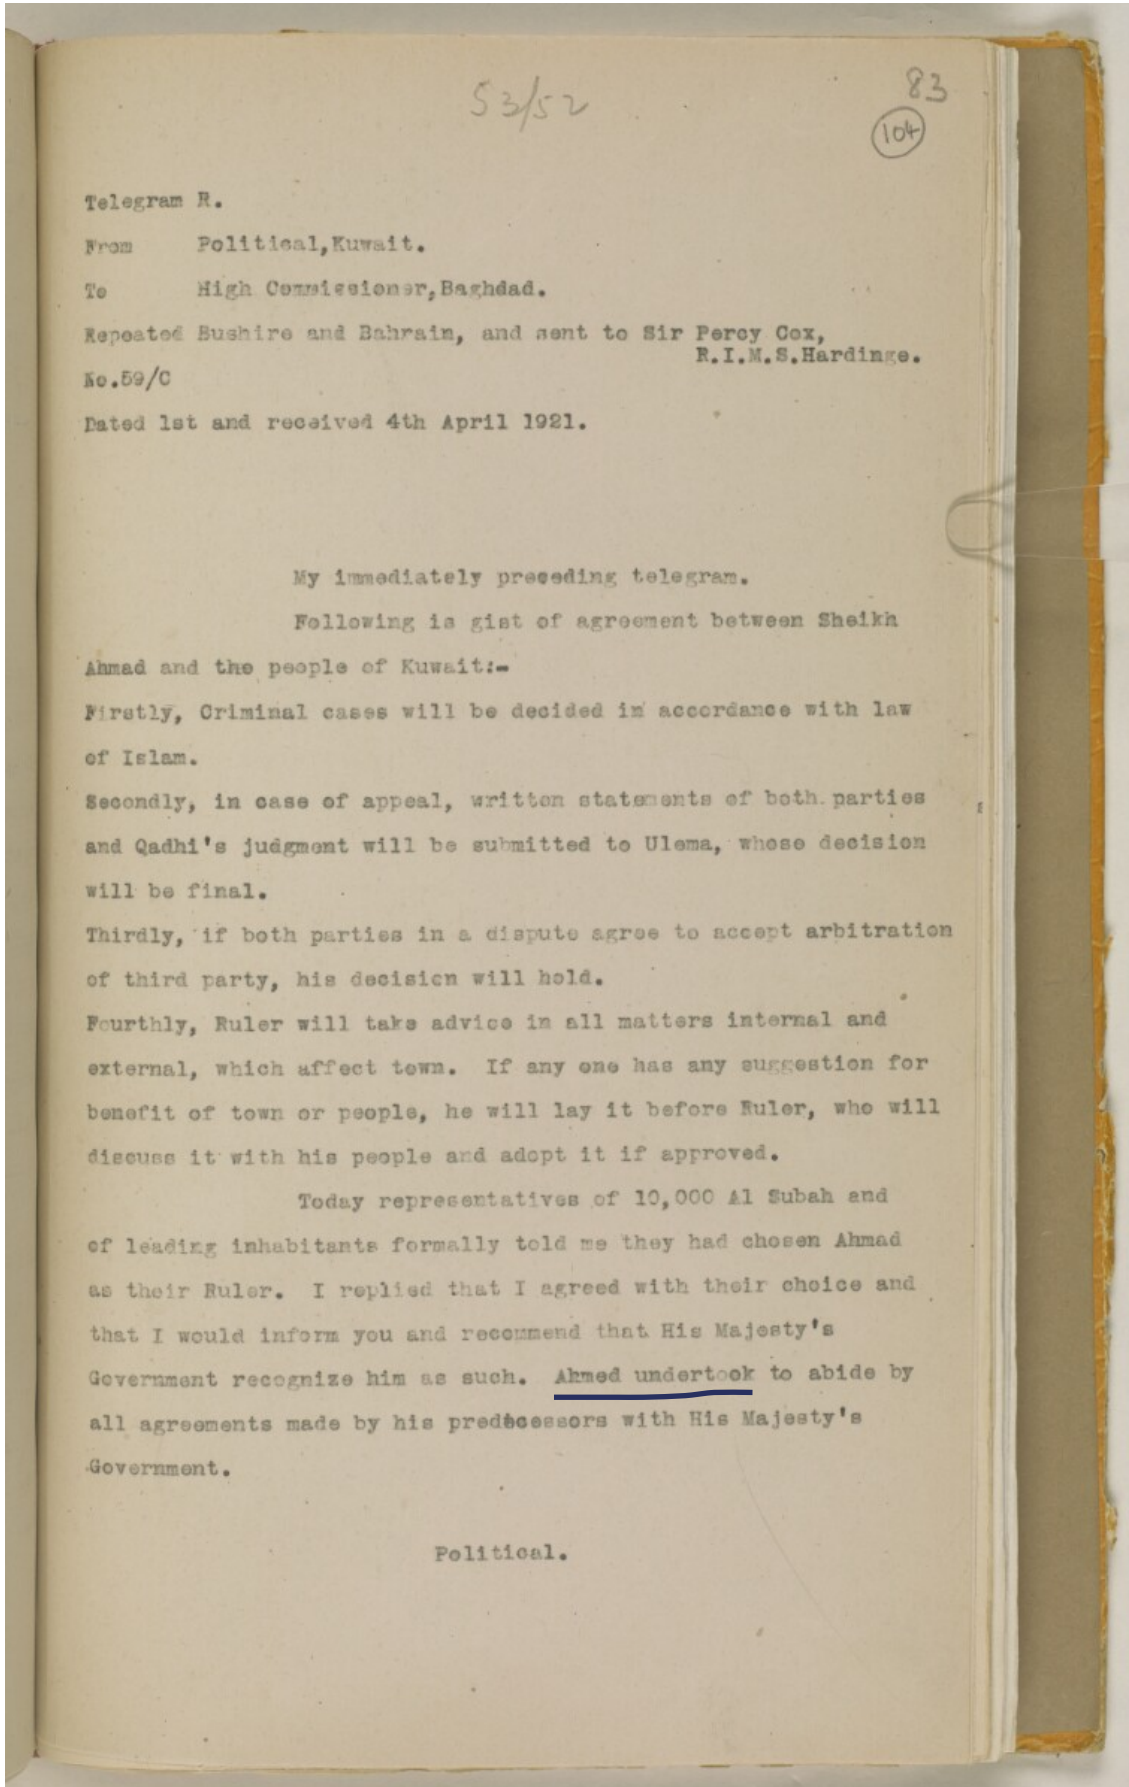 53/52
83
104
Telegram R.
From Political,Kuwait.
To High Commissioner,Baghdad.
Repeated Bushire and Bahrain, and sent to Sir Percy Cox,
R.I.M.S.Hardinge.
No.59/C
Dated 1st and received 4th April 1921.
My immediately preceding telegram.
Following is gist of agreement between Sheikh
Ahmad and the people of Kuwait:-
Firstly, Criminal cases will be decided in accordance with law
of Islam.
Secondly, in case of appeal, written statements of both parties
and Qadhi's judgment will be submitted to Ulema, whose decision
will be final.
Thirdly, if both parties in a dispute agree to accept arbitration
of third party, his decision will hold.
Fourthly, Ruler will take advice in all matters internal and
external, which affect town. If any one has any suggestion for
benefit of town or people, he will lay it before Ruler, who will
discuss it with his people and adopt it if approved.
Today representatives of 10,000 Al Subah and
of leading inhabitants formally told me they had chosen Ahmad
as their Ruler. I replied that I agreed with their choice and
that I would inform you and recommend that His Majesty's
Government recognize him as such. Ahmed undertook to abide by
all agreements made by his predecessors with His Majesty's
Government.
Political.